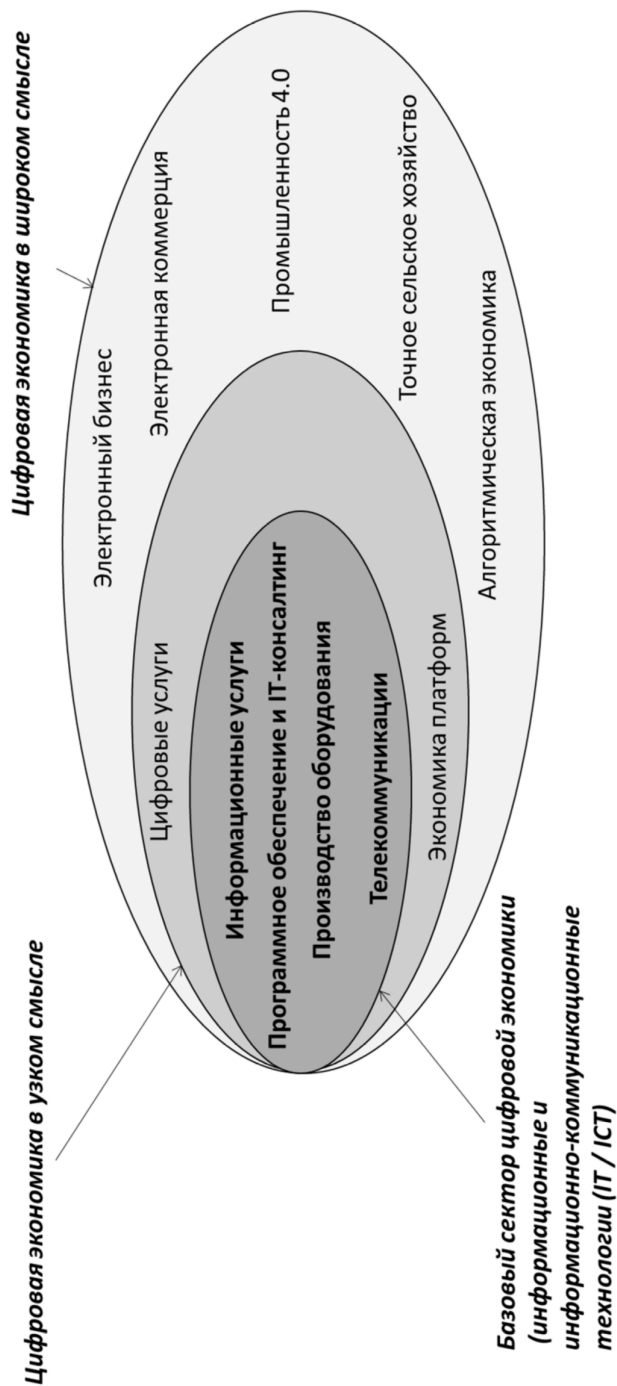 Цифровая экономика в узком смысле
Цифровая экономика в широком смысле
Электронный бизнес
Электронная коммерция
Промышленность 4.0
Точное сельское хозяйство
Алгоритмическая экономика
Цифровые услуги
Экономика платформ
Информационные услуги
Программное обеспечение и IT-консалтинг
Производство оборудования
Телекоммуникации
Базовый сектор цифровой экономики
(информационные и
информационно-коммуникационные
технологии (IT / ICT)